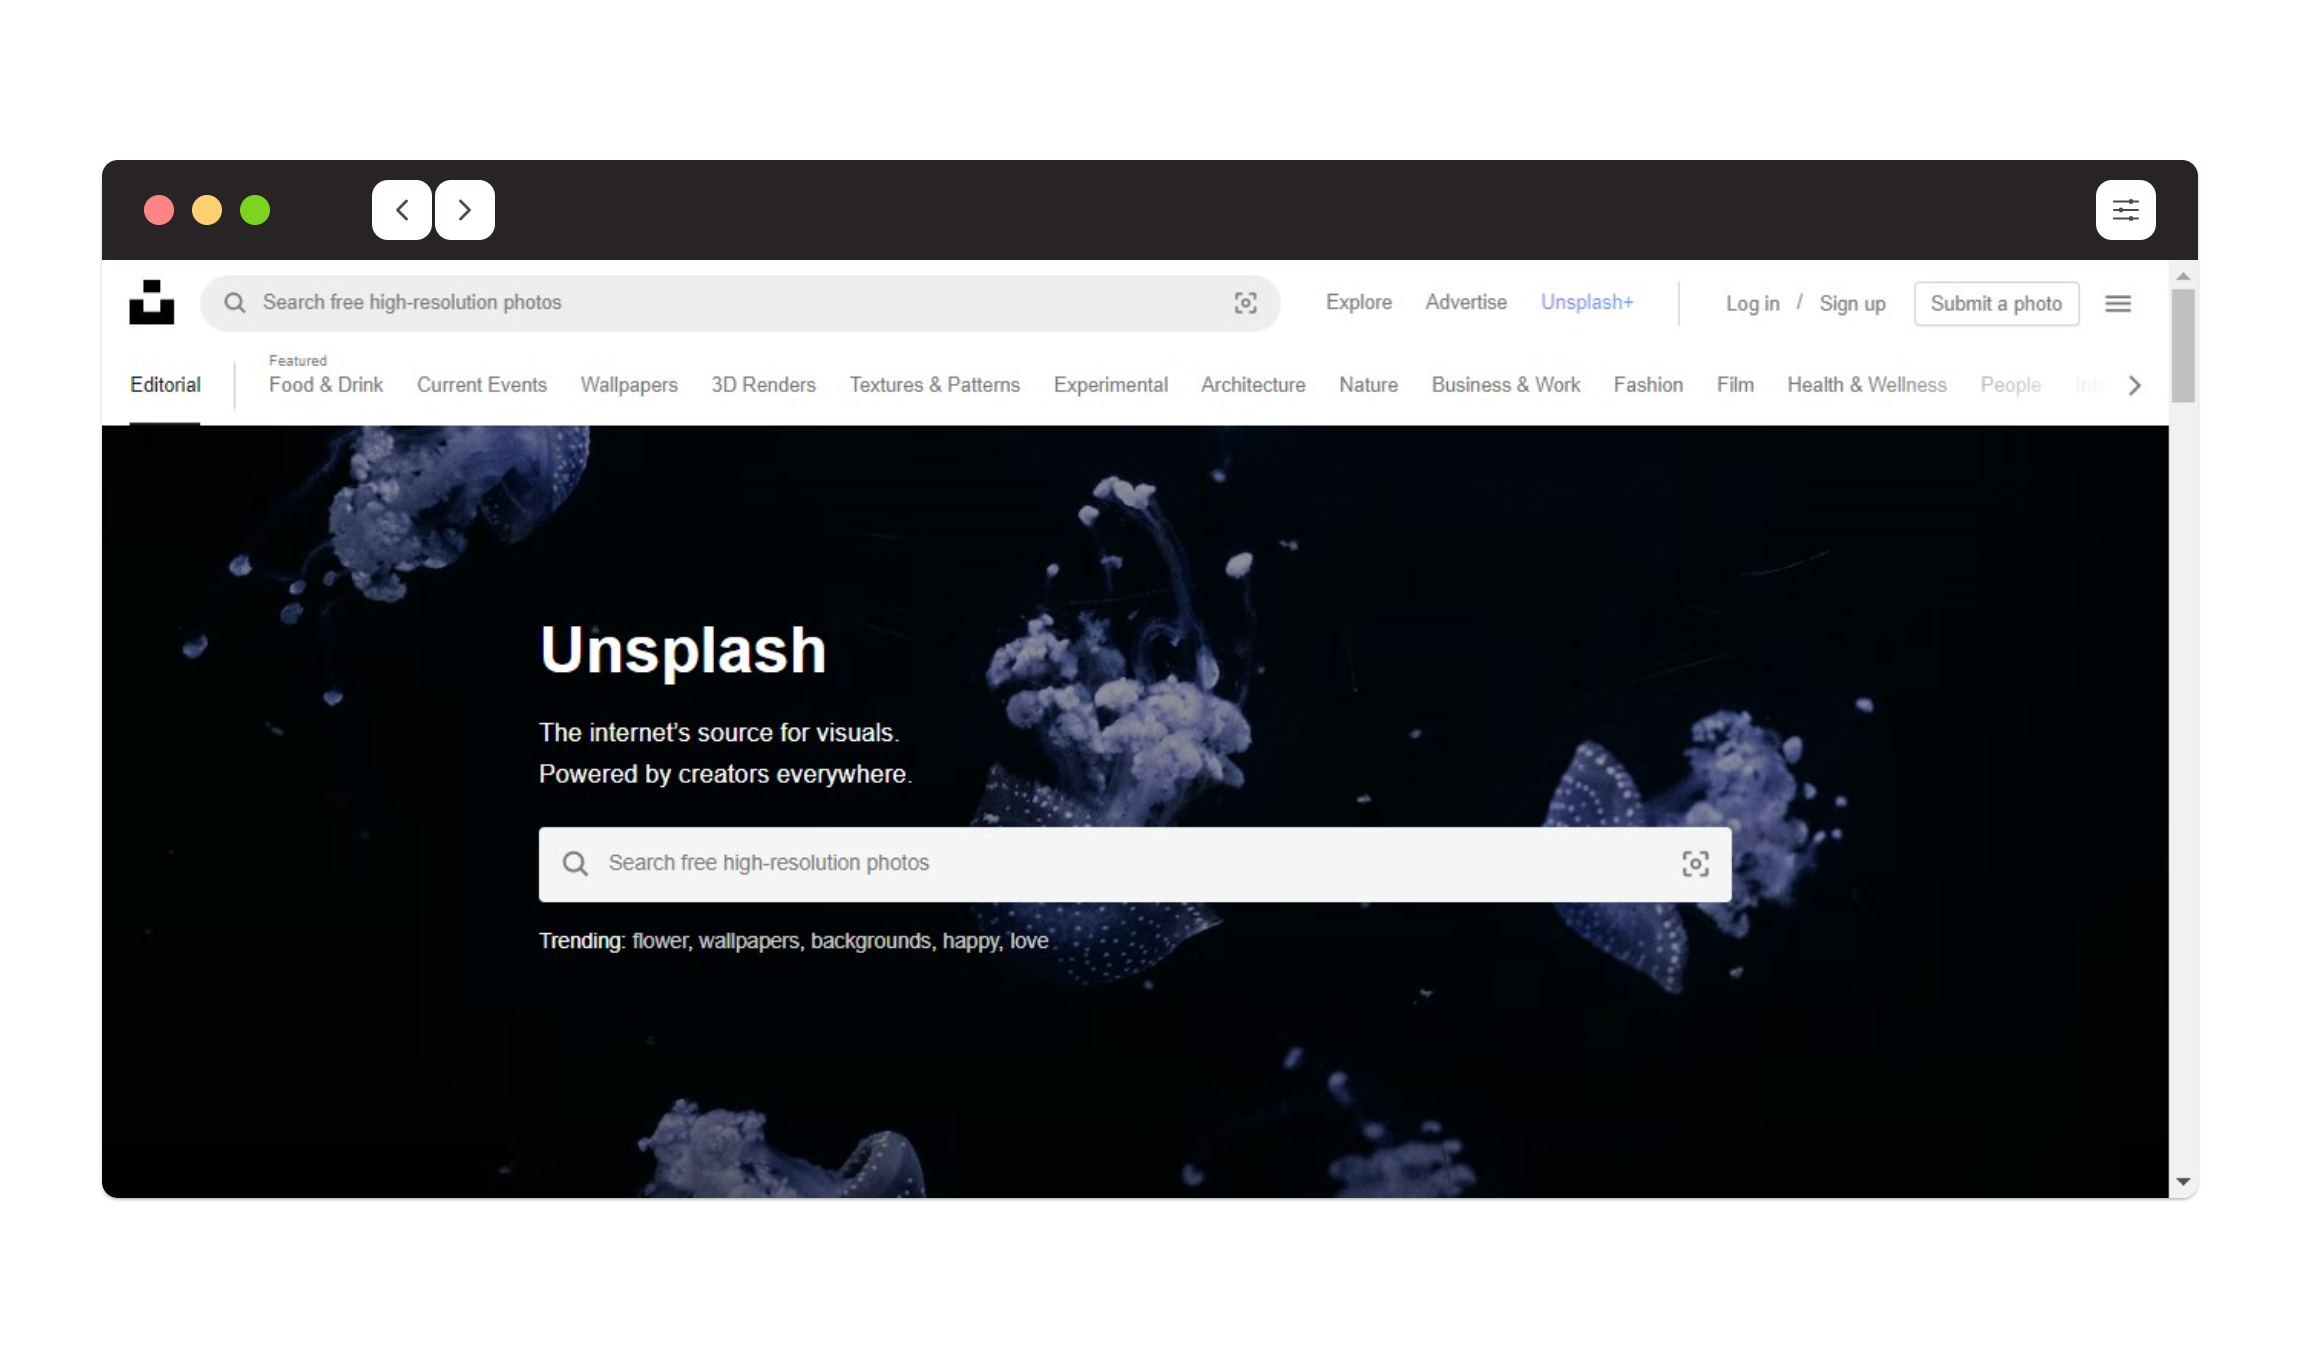 Search free high-resolution photos
Explore Advertise Unsplash+ Log in / Sign up Submit a photo
Featured
Editorial Food & Drink Current Events Wallpapers 3D Renders Textures & Patterns Experimental Architecture Nature Business & Work Fashion Film Health & Wellness People
Unsplash
The internet's source for visuals.
Powered by creators everywhere.
Search free high-resolution photos
Trending: flower, wallpapers, backgrounds, happy, love